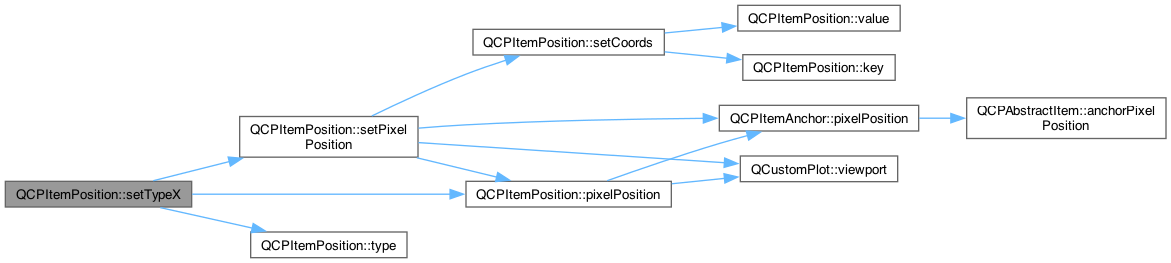 QCPItemPosition::setTypeX
QCPItemPosition::setPixel
Position
QCPItemPosition::type
QCPItemPosition::setCoords
QCPItemPosition::pixelPosition
QCPItemPosition::value
QCPItemPosition::key
QCPItemAnchor::pixelPosition
QCustomPlot::viewport
QCPAbstractItem::anchorPixel
Position